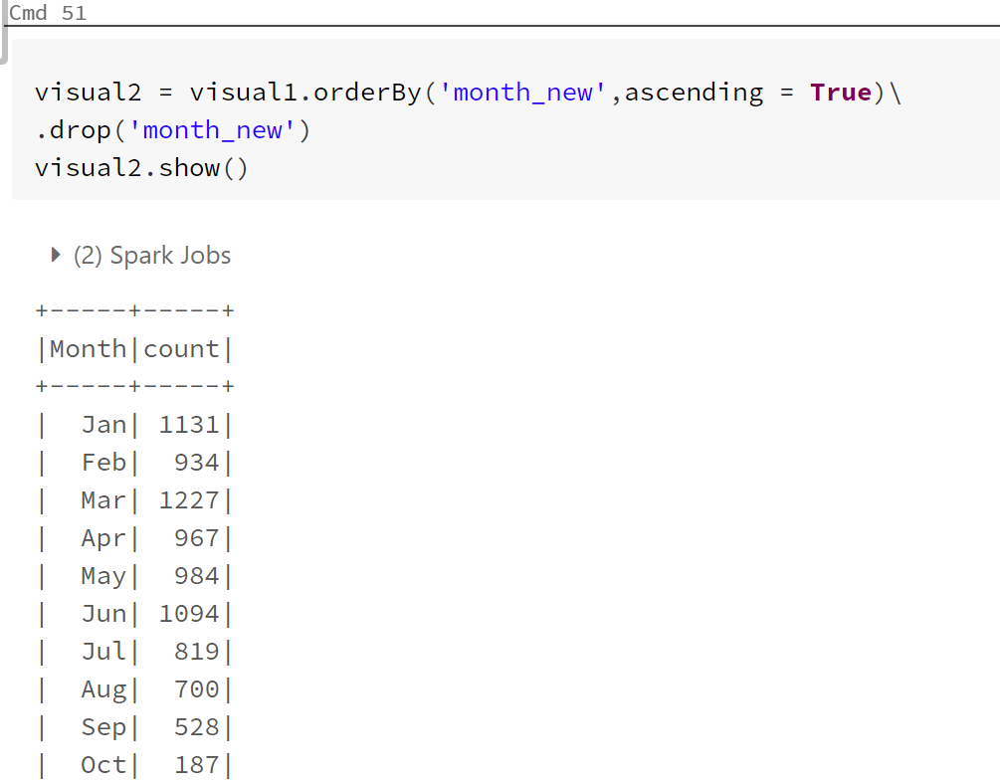 Cmd 51
visual2 = visual1.orderBy('month_new',ascending = True)\
.drop('month_new')
visual2.show()
(2) Spark Jobs
+-----+-----+
|Month|count|
+-----+-----+
|  Jan| 1131|
|  Feb|  934|
|  Mar| 1227|
|  Apr|  967|
|  May|  984|
|  Jun| 1094|
|  Jul|  819|
|  Aug|  700|
|  Sep|  528|
|  Oct|  187|